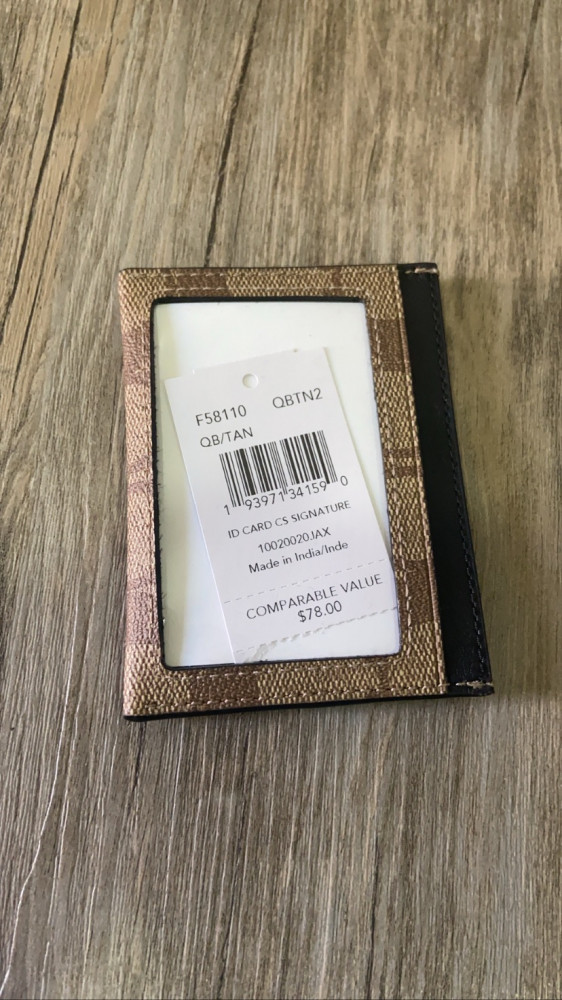 F58110 QBTN2
QB/TAN
1 93971 34159 0
ID CARD CS SIGNATURE
10020020JAX
Made in India/Inde
COMPARABLE VALUE
$78.00